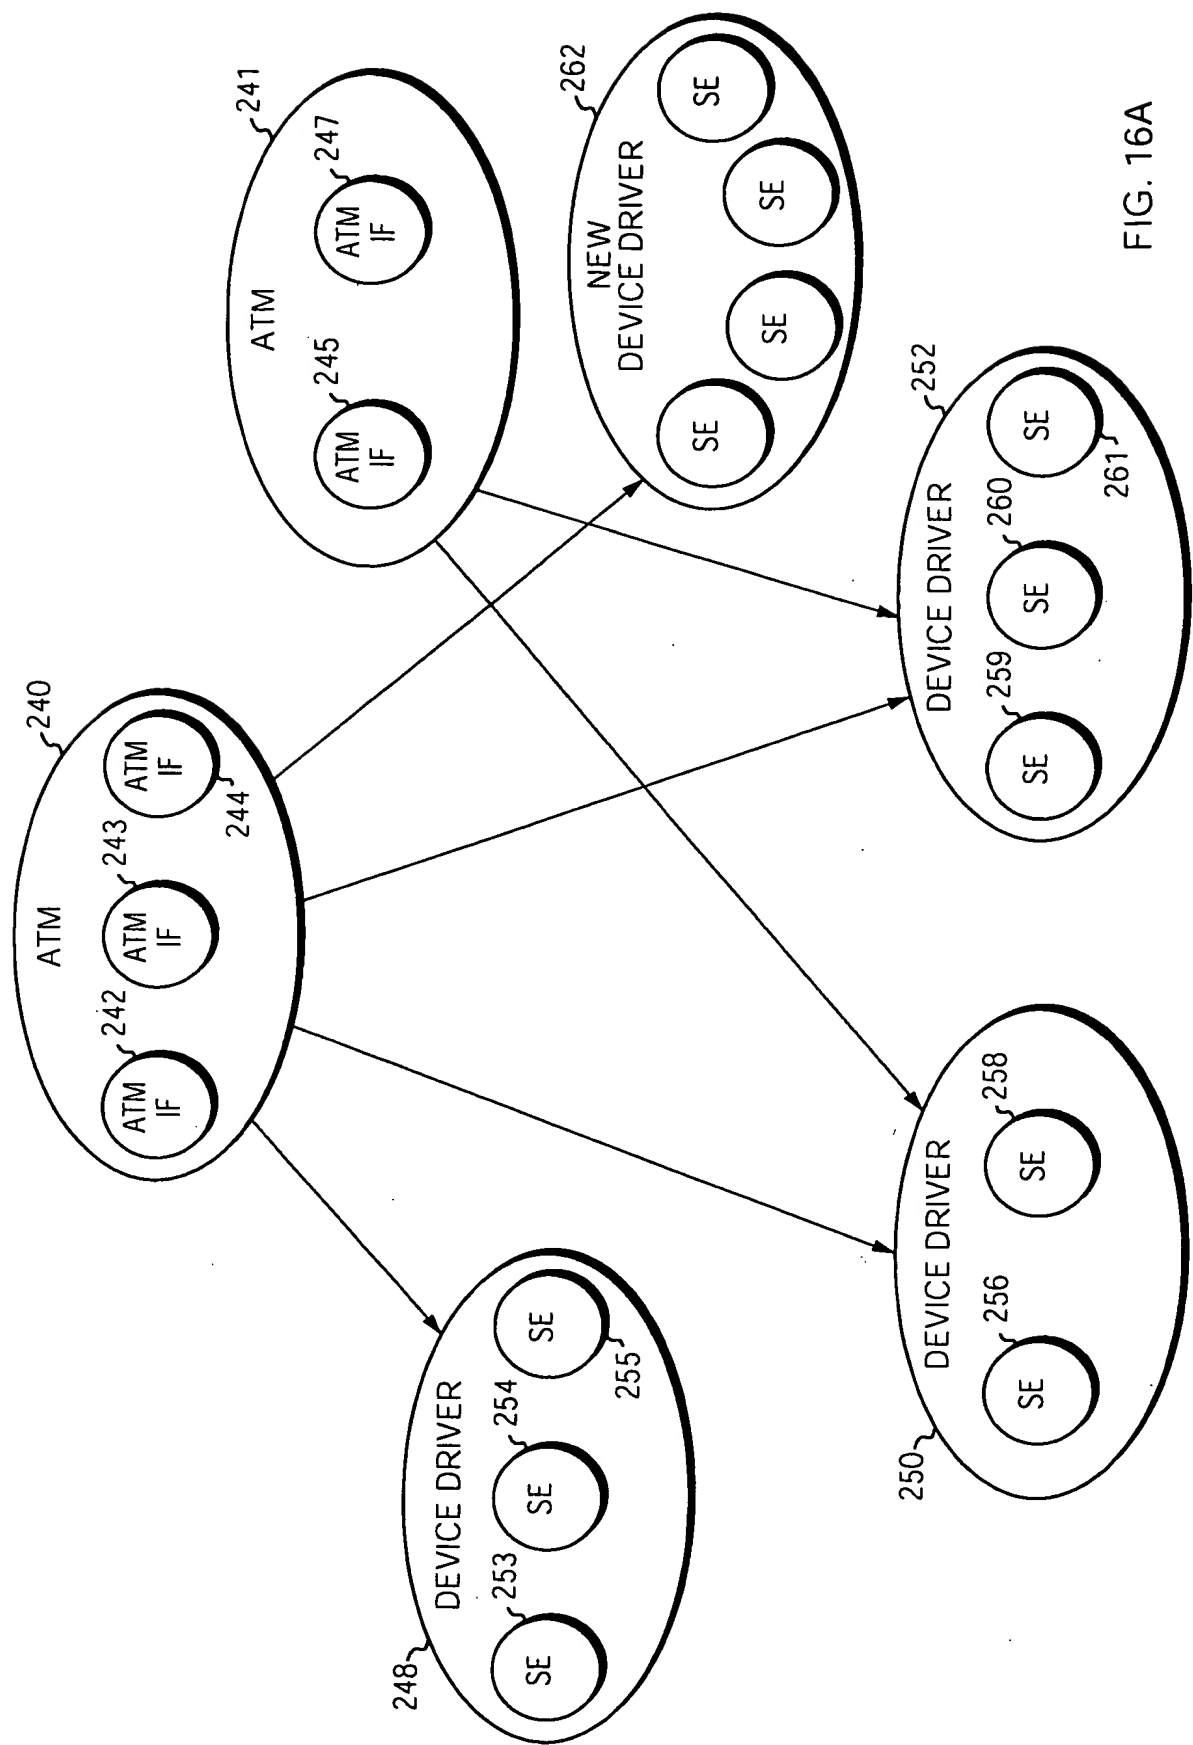 240
ATM
242
243
ATM
IF
ATM
IF
ATM
IF
244
241
ATM
245
247
ATM
IF
ATM
IF
248
DEVICE DRIVER
253
254
SE
SE
SE
255
262
NEW
DEVICE DRIVER
SE
SE
SE
SE
250
DEVICE DRIVER
256
258
SE
SE
252
DEVICE DRIVER
259
260
SE
SE
SE
261
FIG. 16A